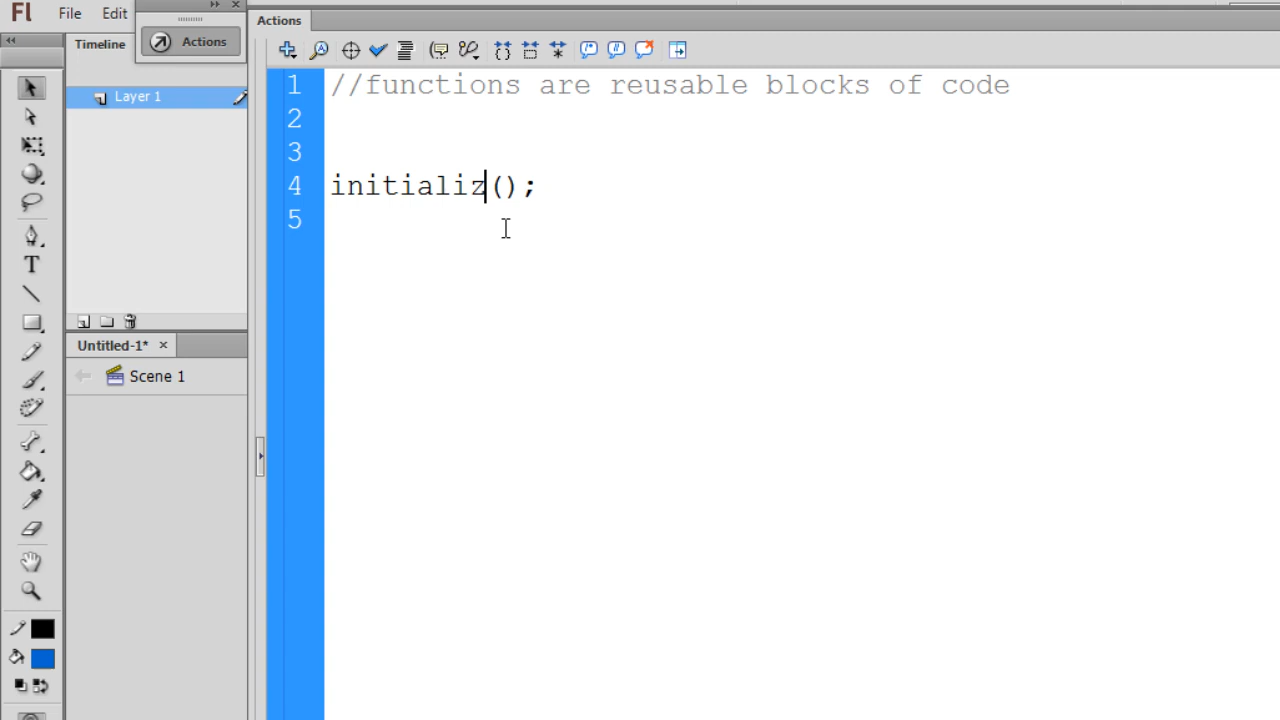 Fl File Edit
Actions
Timeline
Actions
Layer 1
1 //functions are reusable blocks of code
2
3
4 initializ();
5
Untitled-1* ×
Scene 1
T